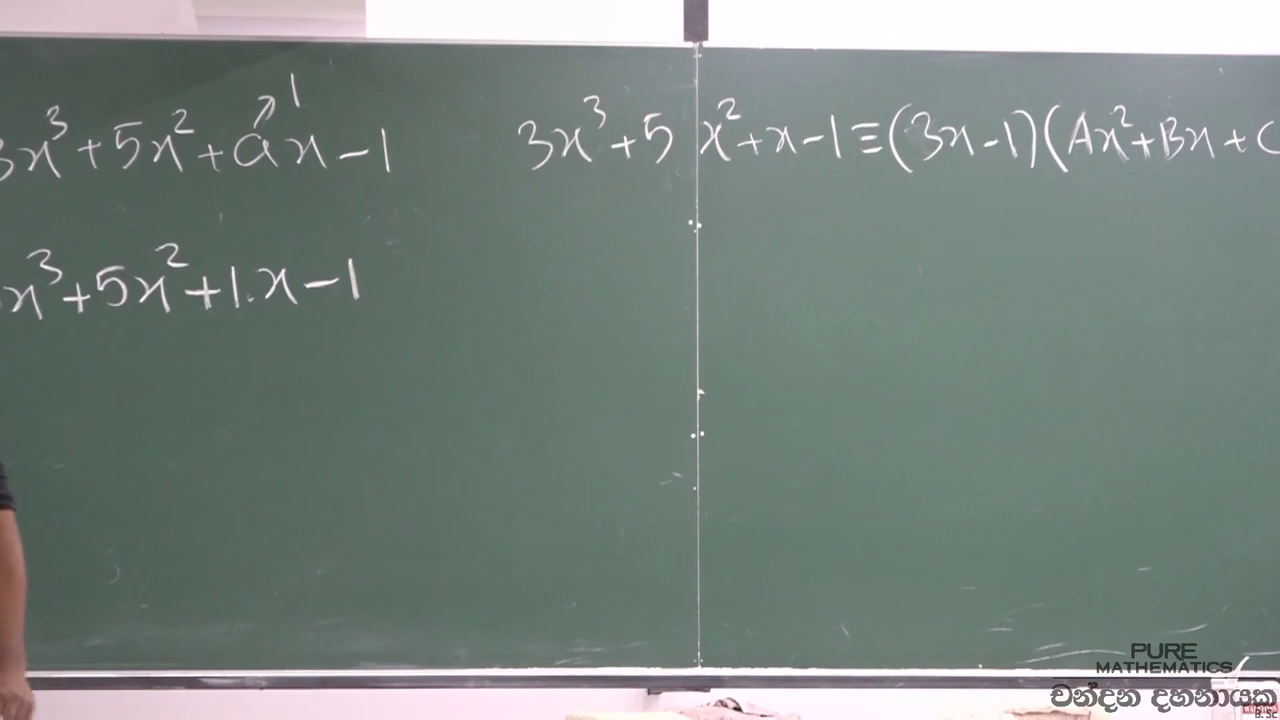 3x³+5x²+ax-1
1
3x³+5x²+x-1≡(3x-1)(Ax²+Bx+C
x³+5x²+1.x-1
PURE
MATHEMATICS
චන්දන දහනායක
B.Sc